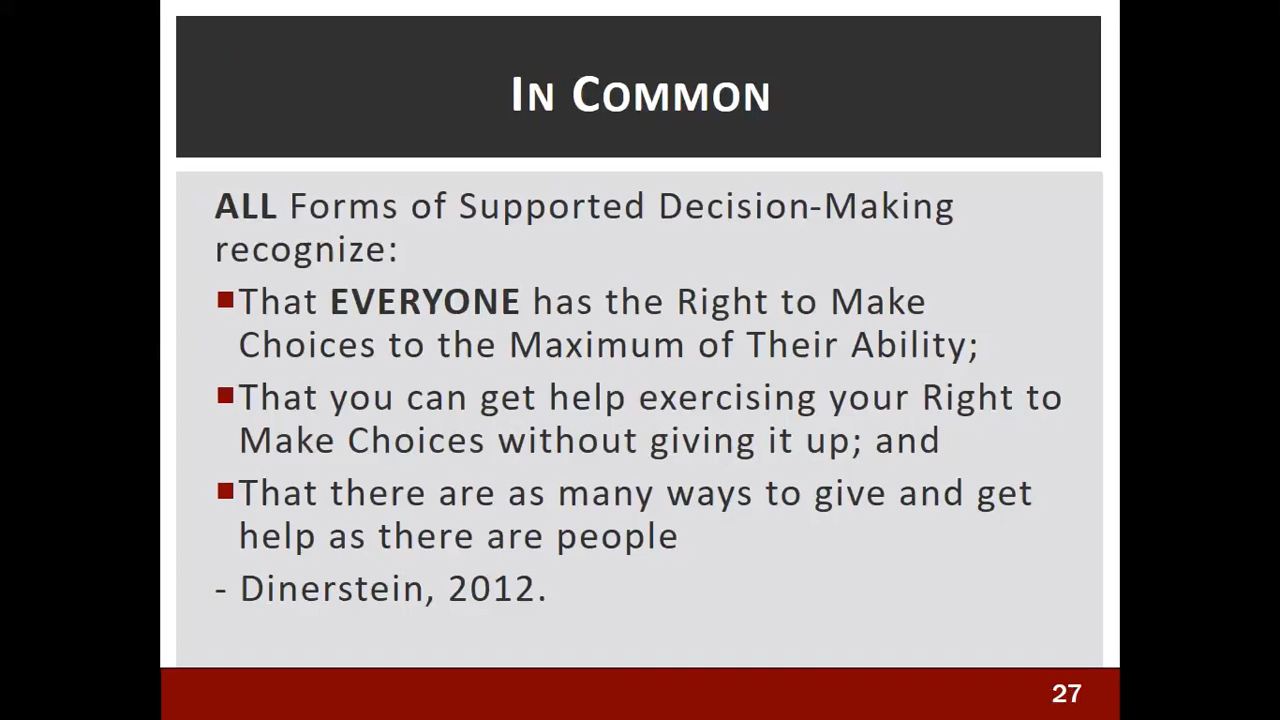 IN COMMON
ALL Forms of Supported Decision-Making
recognize:
■That EVERYONE has the Right to Make
Choices to the Maximum of Their Ability;
■That you can get help exercising your Right to
Make Choices without giving it up; and
■That there are as many ways to give and get
help as there are people
- Dinerstein, 2012.
27